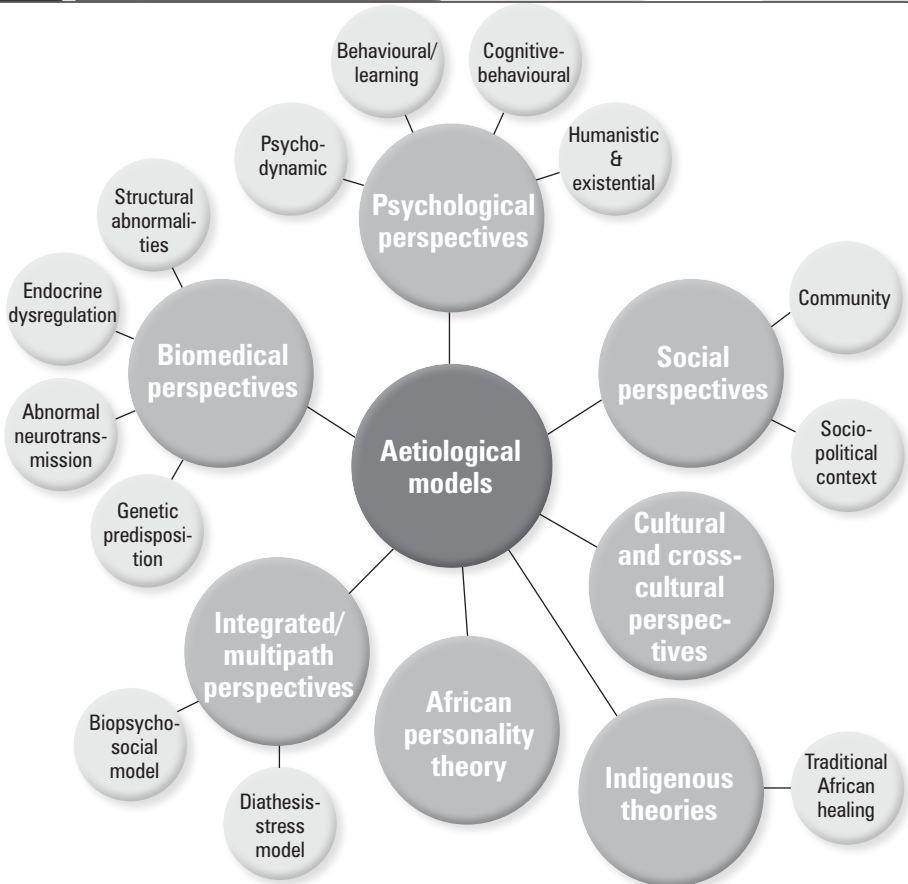 Behavioural/
learning
Cognitive-
behavioural
Psycho-
dynamic
Humanistic
&
existential
Psychological
perspectives
Structural
abnormali-
ties
Endocrine
dysregulation
Abnormal
neurotrans-
mission
Genetic
predisposi-
tion
Biomedical
perspectives
Community
Social
perspectives
Socio-
political
context
Aetiological
models
Cultural
and cross-
cultural
perspec-
tives
Integrated/
multipath
perspectives
Biopsycho-
social
model
Diathesis-
stress
model
African
personality
theory
Indigenous
theories
Traditional
African
healing